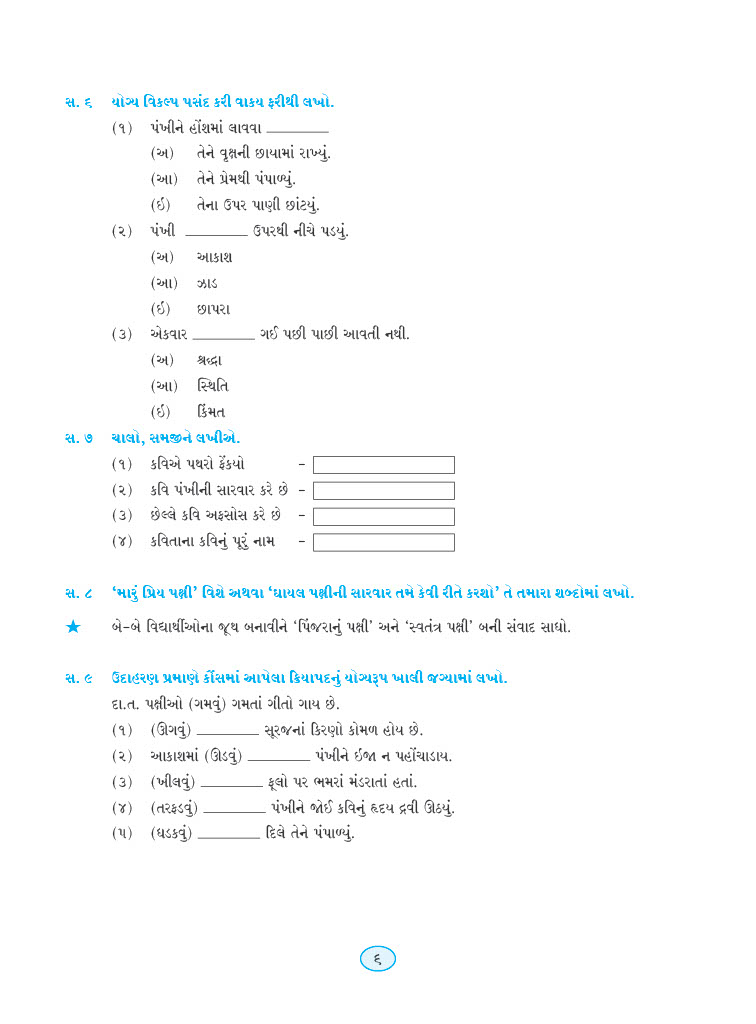 સ. ૬ યોગ્ય વિકલ્પ પસંદ કરી વાક્ય ફરીથી લખો.
(૧) પંખીને હોંશમાં લાવવા ________
(અ) તેને વૃક્ષની છાયામાં રાખ્યું.
(આ) તેને પ્રેમથી પંપાળ્યું.
(ઇ) તેના ઉપર પાણી છાંટયું.
(૨) પંખી ________ ઉપરથી નીચે પડયું.
(અ) આકાશ
(આ) ઝાડ
(ઇ) છાપરા
(૩) એકવાર ________ ગઈ પછી પાછી આવતી નથી.
(અ) શ્રદ્ધા
(આ) સ્થિતિ
(ઇ) કિંમત
સ. ૭ ચાલો, સમજીને લખીએ.
(૧) કવિએ પથરો ફેંકયો –
(૨) કવિ પંખીની સારવાર કરે છે –
(૩) છેલ્લે કવિ અફસોસ કરે છે –
(૪) કવિતાના કવિનું પૂરું નામ –
સ. ૮ ‘મારું પ્રિય પક્ષી’ વિશે અથવા ‘ઘાયલ પક્ષીની સારવાર તમે કેવી રીતે કરશો’ તે તમારા શબ્દોમાં લખો.
★ બે-બે વિદ્યાર્થીઓના જૂથ બનાવીને ‘પિંજરાનું પક્ષી’ અને ‘સ્વતંત્ર પક્ષી’ બની સંવાદ સાધો.
સ. ૯ ઉદાહરણ પ્રમાણે કૌંસમાં આપેલા ક્રિયાપદનું યોગ્યરૂપ ખાલી જગ્યામાં લખો.
દા.ત. પક્ષીઓ (ગમવું) ગમતાં ગીતો ગાય છે.
(૧) (ઊગવું) ________ સૂરજનાં કિરણો કોમળ હોય છે.
(૨) આકાશમાં (ઊડવું) ________ પંખીને ઇજા ન પહોંચાડાય.
(૩) (ખીલવું) ________ ફૂલો પર ભમરાં મંડરાતાં હતાં.
(૪) (તરફડવું) ________ પંખીને જોઈ કવિનું હૃદય દ્રવી ઊઠયું.
(૫) (ધડકવું) ________ દિલે તેને પંપાળ્યું.
૬